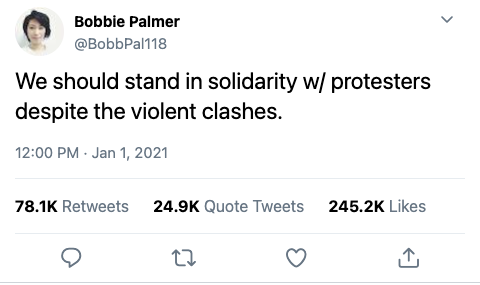 Bobbie Palmer
@BobbPal118
We should stand in solidarity w/ protesters
despite the violent clashes.
12:00 PM · Jan 1, 2021
78.1K Retweets 24.9K Quote Tweets 245.2K Likes